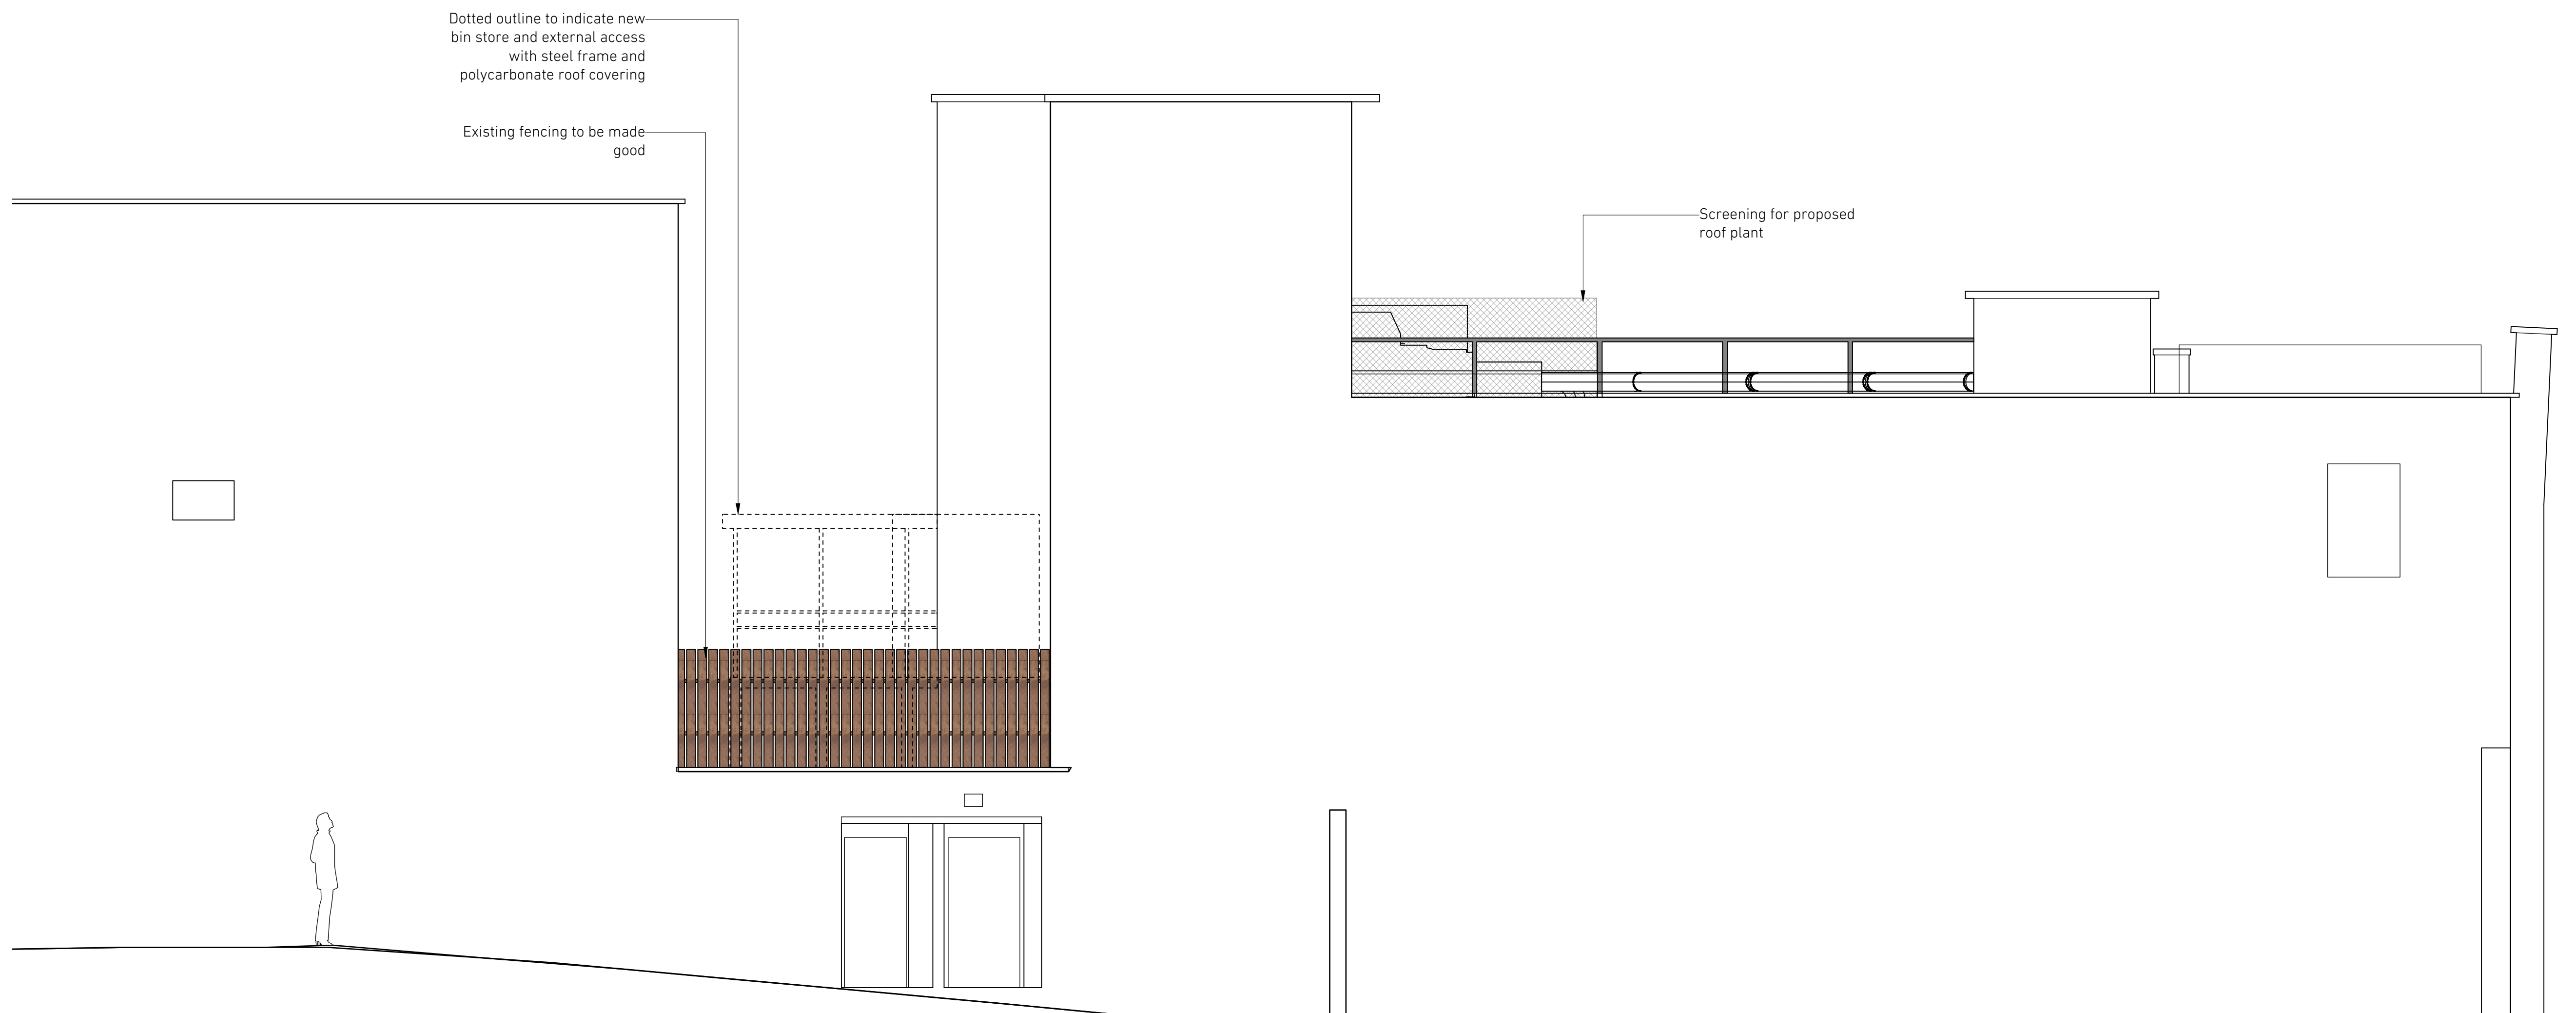 Dotted outline to indicate new
bin store and external access
with steel frame and
polycarbonate roof covering
Existing fencing to be made
good
Screening for proposed
roof plant